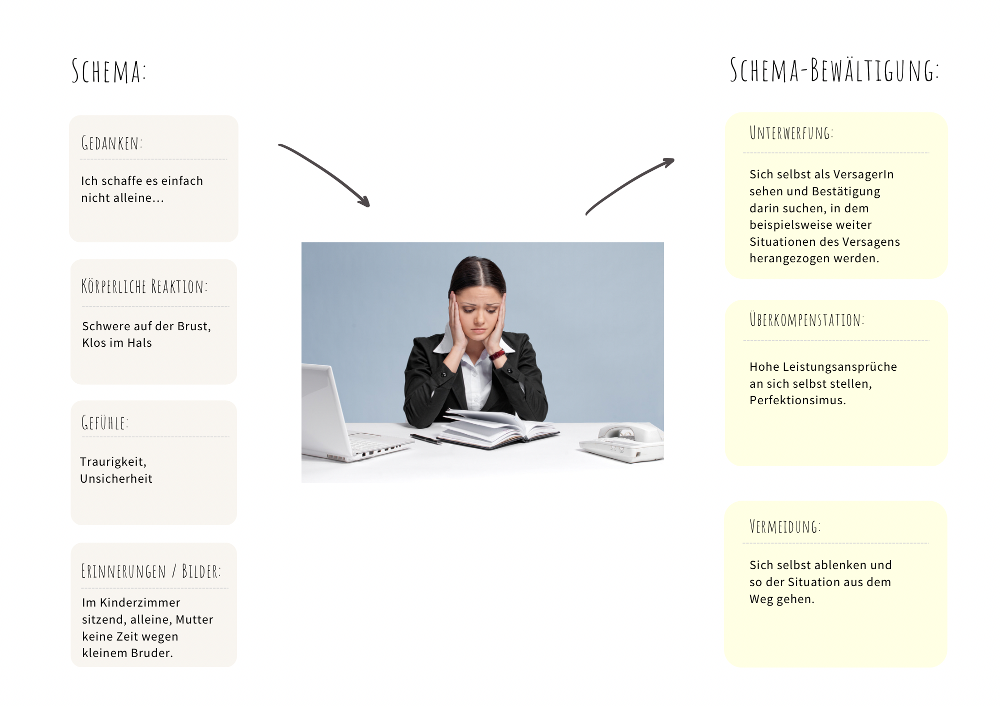 Schema:
Gedanken:
Ich schaffe es einfach
nicht alleine…
Körperliche Reaktion:
Schwere auf der Brust,
Klos im Hals
Gefühle:
Traurigkeit,
Unsicherheit
Erinnerungen / Bilder:
Im Kinderzimmer
sitzend, alleine, Mutter
keine Zeit wegen
kleinem Bruder.
Schema-Bewältigung:
Unterwerfung:
Sich selbst als VersagerIn
sehen und Bestätigung
darin suchen, in dem
beispielsweise weiter
Situationen des Versagens
herangezogen werden.
Überkompenstation:
Hohe Leistungsansprüche
an sich selbst stellen,
Perfektionsimus.
Vermeidung:
Sich selbst ablenken und
so der Situation aus dem
Weg gehen.